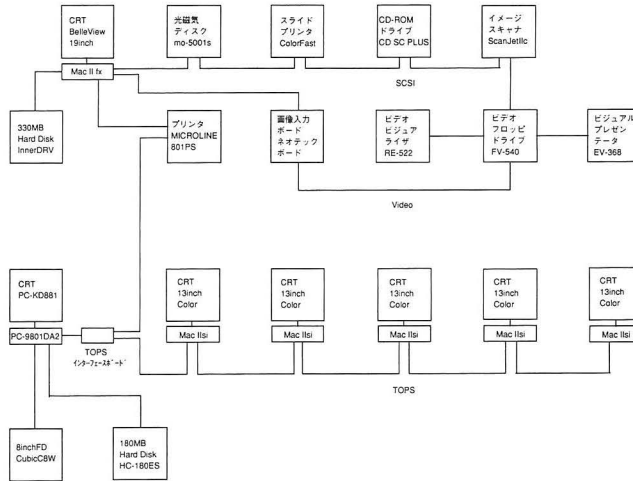 CRT
BelleView
19inch
光磁気
ディスク
mo-5001s
スライド
プリンタ
ColorFast
CD-ROM
ドライブ
CD SC PLUS
イメージ
スキャナ
ScanJetIIc
Mac II fx
SCSI
330MB
Hard Disk
InnerDRV
プリンタ
MICROLINE
801PS
画像入力
ボード
ネオテック
ボード
ビデオ
ビジュア
ライザ
RE-522
ビデオ
フロッピ
ドライブ
FV-540
ビジュアル
プレゼン
テータ
EV-368
Video
CRT
PC-KD881
CRT
13inch
Color
CRT
13inch
Color
CRT
13inch
Color
CRT
13inch
Color
CRT
13inch
Color
PC-9801DA2
TOPS
インターフェースボード
Mac IIsi
Mac IIsi
Mac IIsi
Mac IIsi
Mac IIsi
TOPS
8inchFD
CubicC8W
180MB
Hard Disk
HC-180ES